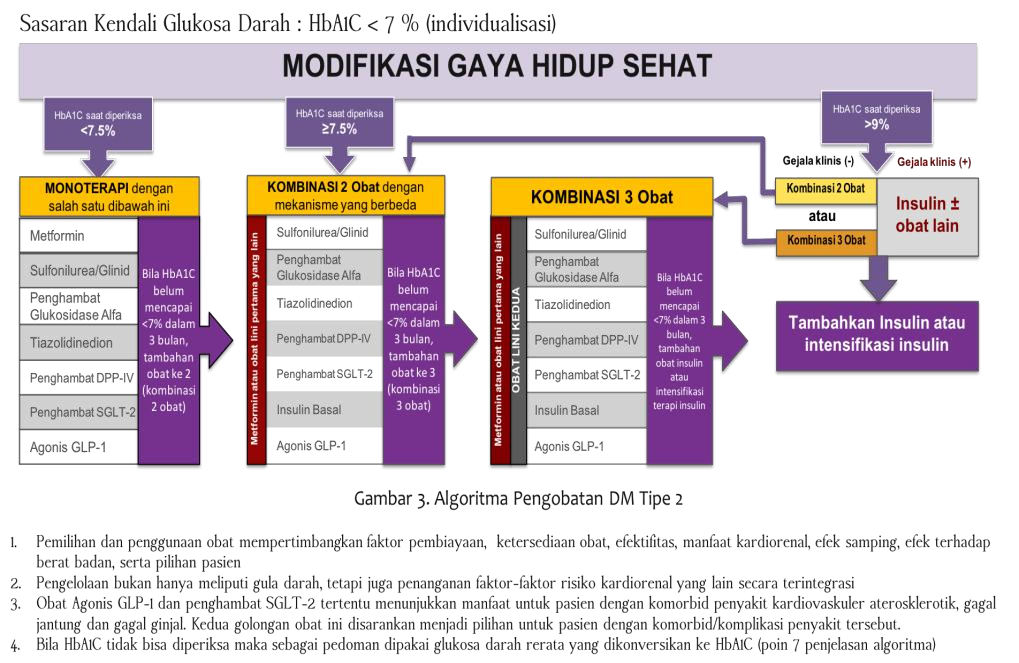 Sasaran Kendali Glukosa Darah : HbA1C < 7 % (individualisasi)
MODIFIKASI GAYA HIDUP SEHAT
HbA1C saat diperiksa
<7.5%
HbA1C saat diperiksa
≥7.5%
HbA1C saat diperiksa
>9%
MONOTERAPI dengan
salah satu dibawah ini
Metformin
Sulfonilurea/Glinid
Penghambat
Glukosidase Alfa
Tiazolidinedion
Penghambat DPP-IV
Penghambat SGLT-2
Agonis GLP-1
Bila HbA1C
belum
mencapai
<7% dalam
3 bulan,
tambahan
obat ke 2
(kombinasi
2 obat)
KOMBINASI 2 Obat dengan
mekanisme yang berbeda
Metformin atau obat lini pertama yang lain
Sulfonilurea/Glinid
Penghambat
Glukosidase Alfa
Tiazolidinedion
Penghambat DPP-IV
Penghambat SGLT-2
Insulin Basal
Agonis GLP-1
Bila HbA1C
belum
mencapai
<7% dalam
3 bulan,
tambahan
obat ke 3
(kombinasi
3 obat)
KOMBINASI 3 Obat
Metformin atau obat lini pertama yang lain
OBAT LINI KEDUA
Sulfonilurea/Glinid
Penghambat
Glukosidase Alfa
Tiazolidinedion
Penghambat DPP-IV
Penghambat SGLT-2
Insulin Basal
Agonis GLP-1
Bila HbA1C
belum
mencapai
<7% dalam 3
bulan,
tambahan
obat insulin
atau
intensifikasi
terapi insulin
Gejala klinis (-)
Gejala klinis (+)
Kombinasi 2 Obat
atau
Kombinasi 3 Obat
Insulin ±
obat lain
Tambahkan Insulin atau
intensifikasi insulin
Gambar 3. Algoritma Pengobatan DM Tipe 2
1. Pemilihan dan penggunaan obat mempertimbangkan faktor pembiayaan, ketersediaan obat, efektifitas, manfaat kardiorenal, efek samping, efek terhadap
berat badan, serta pilihan pasien
2. Pengelolaan bukan hanya meliputi gula darah, tetapi juga penanganan faktor-faktor risiko kardiorenal yang lain secara terintegrasi
3. Obat Agonis GLP-1 dan penghambat SGLT-2 tertentu menunjukkan manfaat untuk pasien dengan komorbid penyakit kardiovaskuler aterosklerotik, gagal
jantung dan gagal ginjal. Kedua golongan obat ini disarankan menjadi pilihan untuk pasien dengan komorbid/komplikasi penyakit tersebut.
4. Bila HbA1C tidak bisa diperiksa maka sebagai pedoman dipakai glukosa darah rerata yang dikonversikan ke HbA1C (poin 7 penjelasan algoritma)